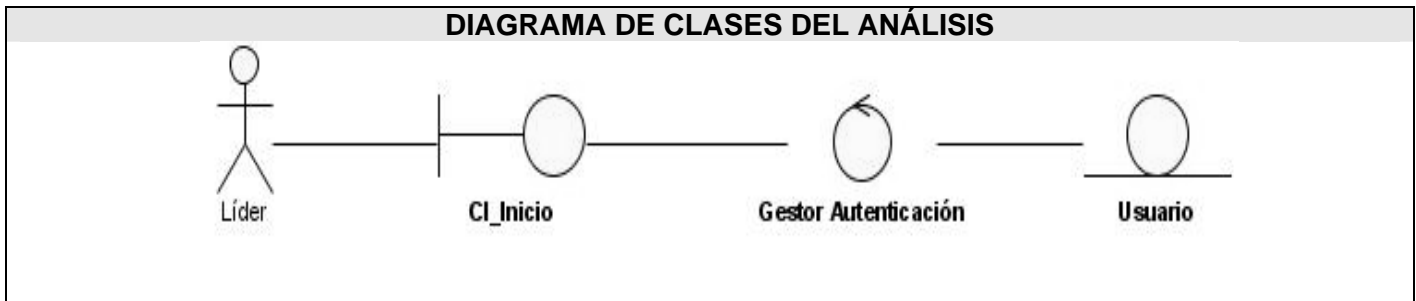 DIAGRAMA DE CLASES DEL ANÁLISIS
Líder CI_Inicio Gestor Autenticación Usuario